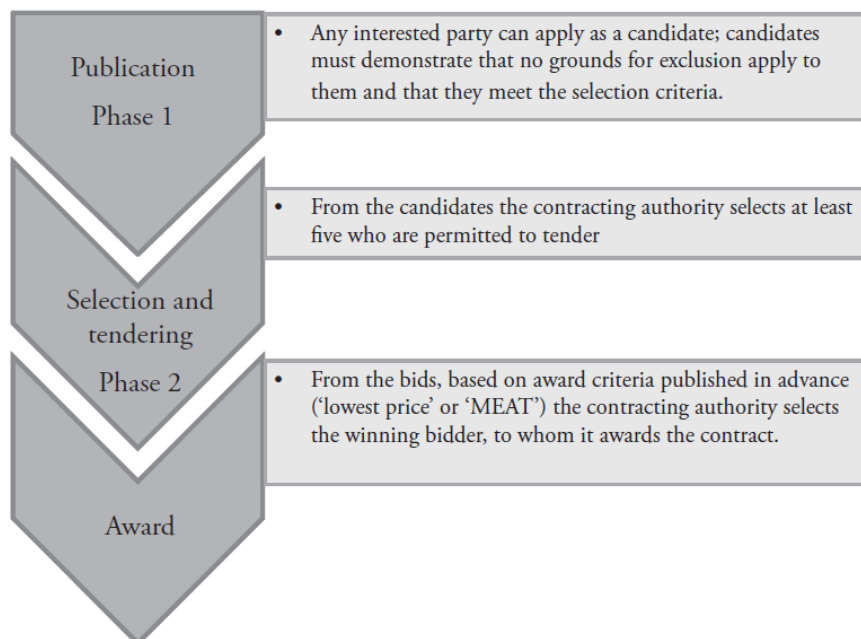 Publication
Phase 1
• Any interested party can apply as a candidate; candidates
must demonstrate that no grounds for exclusion apply to
them and that they meet the selection criteria.
Selection and
tendering
Phase 2
• From the candidates the contracting authority selects at least
five who are permitted to tender
Award
• From the bids, based on award criteria published in advance
(‘lowest price’ or ‘MEAT’) the contracting authority selects
the winning bidder, to whom it awards the contract.